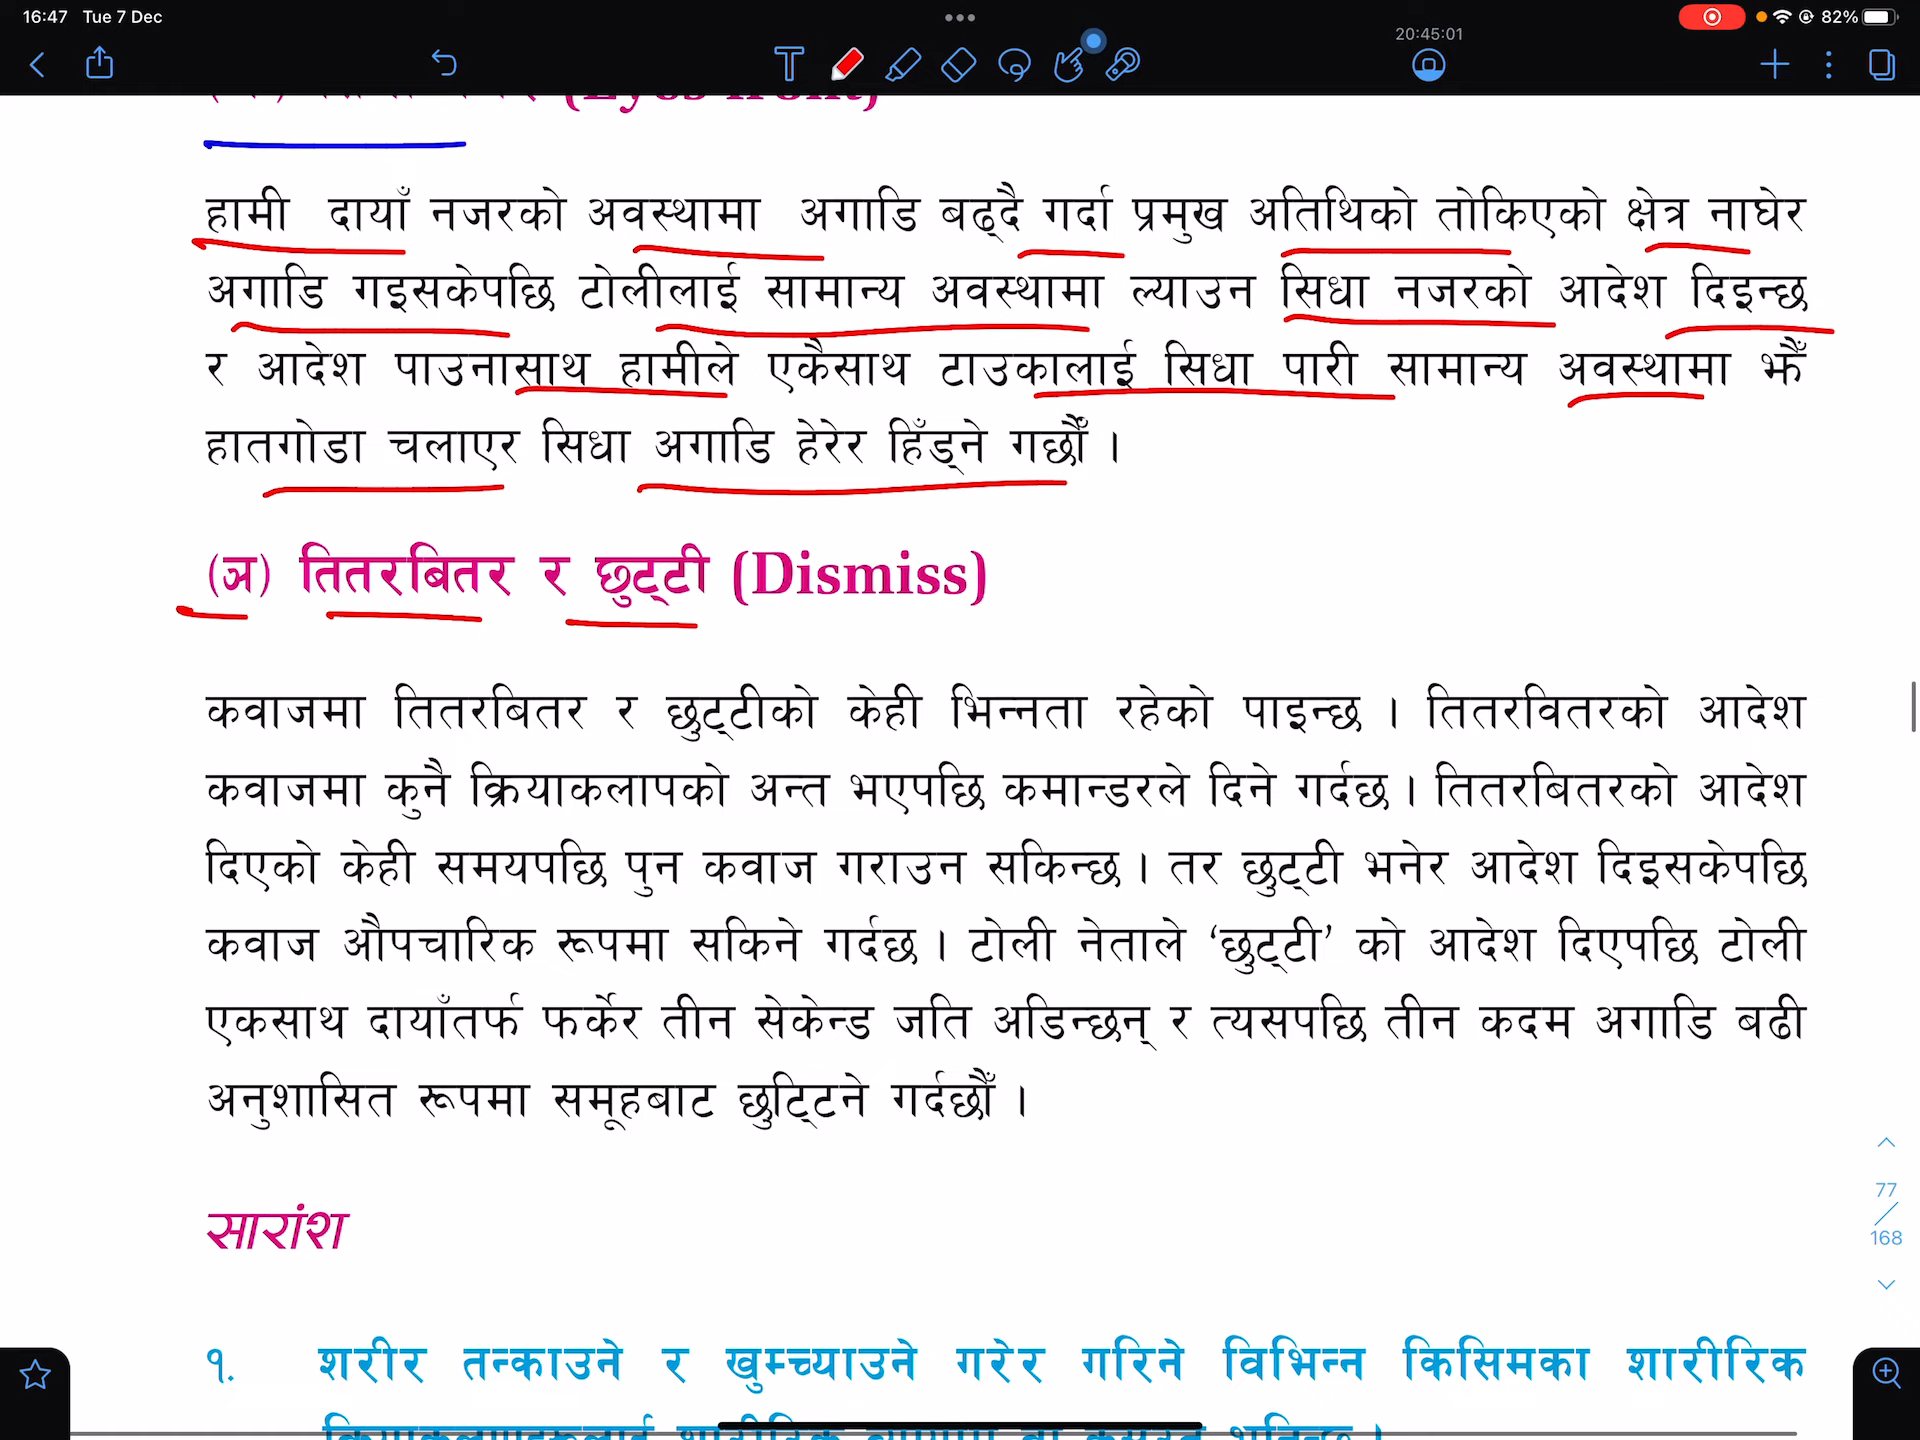 16:47 Tue 7 Dec
82%
20:45:01
(Eyes front)
हामी दायाँ नजरको अवस्थामा अगाडि बढ्दै गर्दा प्रमुख अतिथिको तोकिएको क्षेत्र नाघेर
अगाडि गइसकेपछि टोलीलाई सामान्य अवस्थामा ल्याउन सिधा नजरको आदेश दिइन्छ
र आदेश पाउनासाथ हामीले एकैसाथ टाउकालाई सिधा पारी सामान्य अवस्थामा झैँ
हातगोडा चलाएर सिधा अगाडि हेरेर हिँड्ने गर्छौँ ।
(ञ) तितरबितर र छुट्टी (Dismiss)
कवाजमा तितरबितर र छुट्टीको केही भिन्नता रहेको पाइन्छ । तितरवितरको आदेश
कवाजमा कुनै क्रियाकलापको अन्त भएपछि कमान्डरले दिने गर्दछ । तितरबितरको आदेश
दिएको केही समयपछि पुन कवाज गराउन सकिन्छ । तर छुट्टी भनेर आदेश दिइसकेपछि
कवाज औपचारिक रूपमा सकिने गर्दछ । टोली नेताले ‘छुट्टी’ को आदेश दिएपछि टोली
एकसाथ दायाँतर्फ फर्केर तीन सेकेन्ड जति अडिन्छन् र त्यसपछि तीन कदम अगाडि बढी
अनुशासित रूपमा समूहबाट छुट्टिने गर्दछौँ ।
77
/
168
सारांश
१. शरीर तन्काउने र खुम्च्याउने गरेर गरिने विभिन्न किसिमका शारीरिक